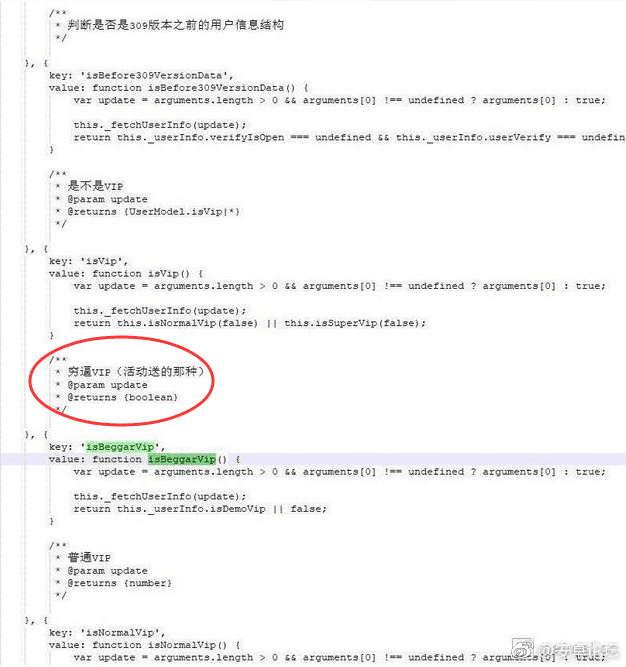 /**
 * 判断是否是309版本之前的用户信息结构
 */
}, {
key: 'isBefore309VersionData',
value: function isBefore309VersionData() {
var update = arguments.length > 0 && arguments[0] !== undefined ? arguments[0] : true;
this._fetchUserInfo(update);
return this._userInfo.verifyIsOpen === undefined && this._userInfo.userVerify === undefin
}
/**
 * 是不是VIP
 * @param update
 * @returns {UserModel.isVip|*}
 */
}, {
key: 'isVip',
value: function isVip() {
var update = arguments.length > 0 && arguments[0] !== undefined ? arguments[0] : true;
this._fetchUserInfo(update);
return this.isNormalVip(false) || this.isSuperVip(false);
}
/**
 * 穷逼VIP（活动送的那种）
 * @param update
 * @returns {boolean}
 */
}, {
key: 'isBeggarVip',
value: function isBeggarVip() {
var update = arguments.length > 0 && arguments[0] !== undefined ? arguments[0] : true;
this._fetchUserInfo(update);
return this._userInfo.isDemoVip || false;
}
/**
 * 普通VIP
 * @param update
 * @returns {number}
 */
}, {
key: 'isNormalVip',
value: function isNormalVip() {
var update = arguments.length > 0 && arguments[0] !== undefined ? arguments[0] : true;